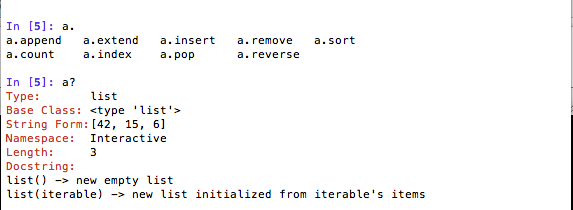 In [5]: a.
a.append a.extend a.insert a.remove a.sort
a.count a.index a.pop a.reverse
In [5]: a?
Type: list
Base Class: <type 'list'>
String Form:[42, 15, 6]
Namespace: Interactive
Length: 3
Docstring:
list() -> new empty list
list(iterable) -> new list initialized from iterable's items